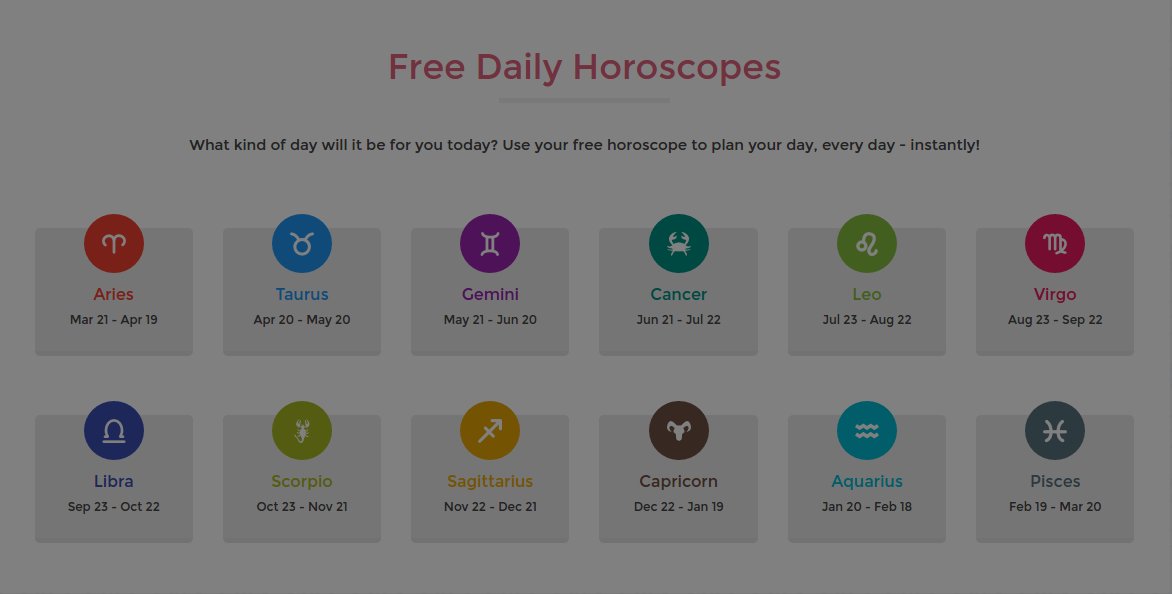 Free Daily Horoscopes
What kind of day will it be for you today? Use your free horoscope to plan your day, every day - instantly!
Aries
Mar 21 - Apr 19
Taurus
Apr 20 - May 20
Gemini
May 21 - Jun 20
Cancer
Jun 21 - Jul 22
Leo
Jul 23 - Aug 22
Virgo
Aug 23 - Sep 22
Libra
Sep 23 - Oct 22
Scorpio
Oct 23 - Nov 21
Sagittarius
Nov 22 - Dec 21
Capricorn
Dec 22 - Jan 19
Aquarius
Jan 20 - Feb 18
Pisces
Feb 19 - Mar 20